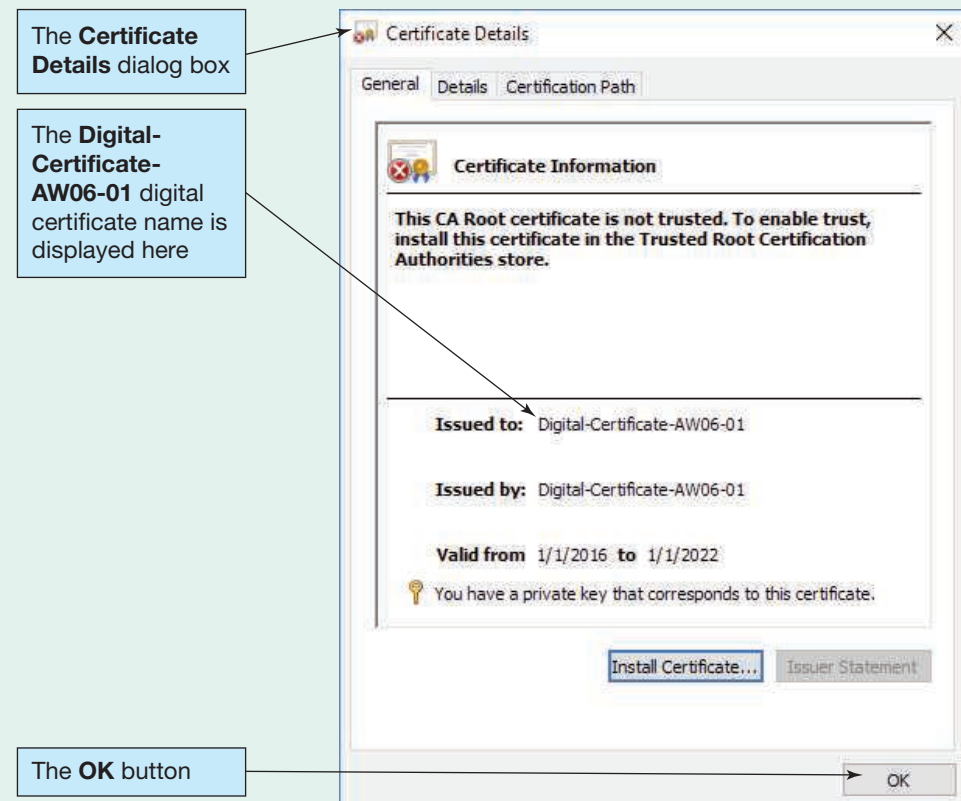 The Certificate
Details dialog box
The Digital-
Certificate-
AW06-01 digital
certificate name is
displayed here
The OK button
Certificate Details
General Details Certification Path
Certificate Information
This CA Root certificate is not trusted. To enable trust,
install this certificate in the Trusted Root Certification
Authorities store.
Issued to: Digital-Certificate-AW06-01
Issued by: Digital-Certificate-AW06-01
Valid from 1/1/2016 to 1/1/2022
You have a private key that corresponds to this certificate.
Install Certificate... Issuer Statement
OK